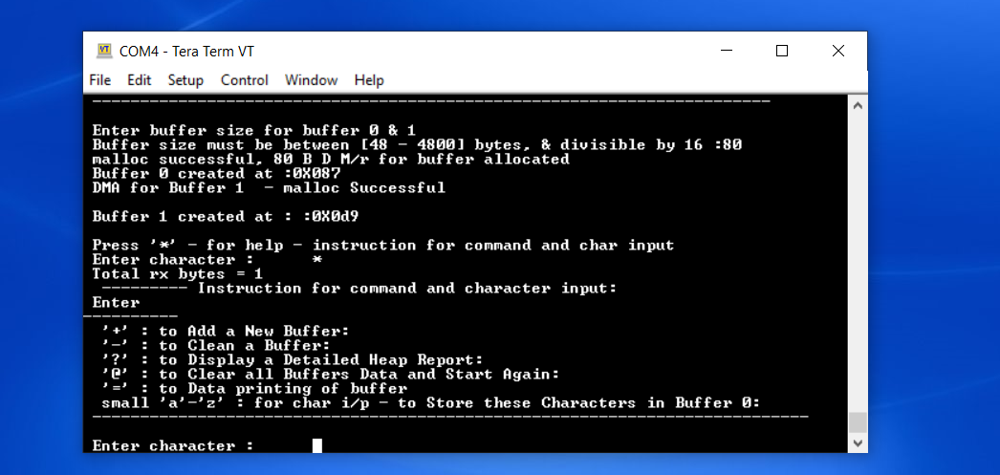 COM4 - Tera Term VT
File Edit Setup Control Window Help
Enter buffer size for buffer 0 & 1
Buffer size must be between [48 - 4800] bytes, & divisible by 16 :80
malloc successful, 80 B D M/r for buffer allocated
Buffer 0 created at :0X087
DMA for Buffer 1  - malloc Successful
Buffer 1 created at : :0X0d9
Press '*' - for help - instruction for command and char input
Enter character :      *
Total rx bytes = 1
--------- Instruction for command and character input:
Enter
----------
'+' : to Add a New Buffer:
'-' : to Clean a Buffer:
'?' : to Display a Detailed Heap Report:
'@' : to Clear all Buffers Data and Start Again:
'=' : to Data printing of buffer
small 'a'-'z' : for char i/p - to Store these Characters in Buffer 0:
Enter character :